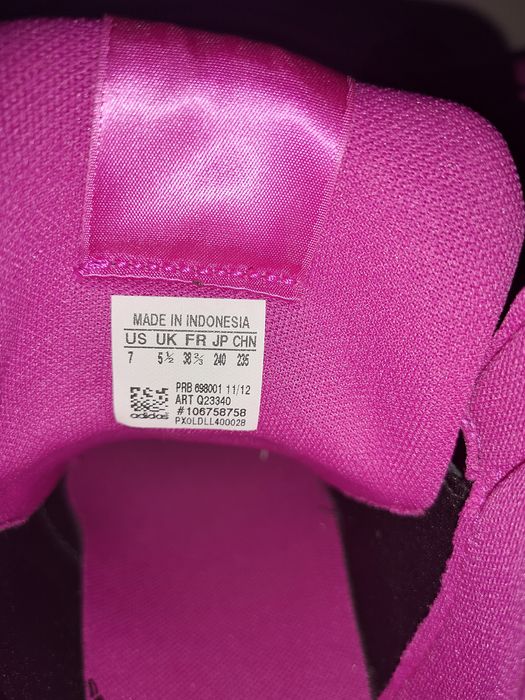 MADE IN INDONESIA
US UK FR JP CHN
7 5½ 38⅔ 240 235
PRB 698001 11/12
ART Q23340
#106758758
adidas PX0LDLL400028